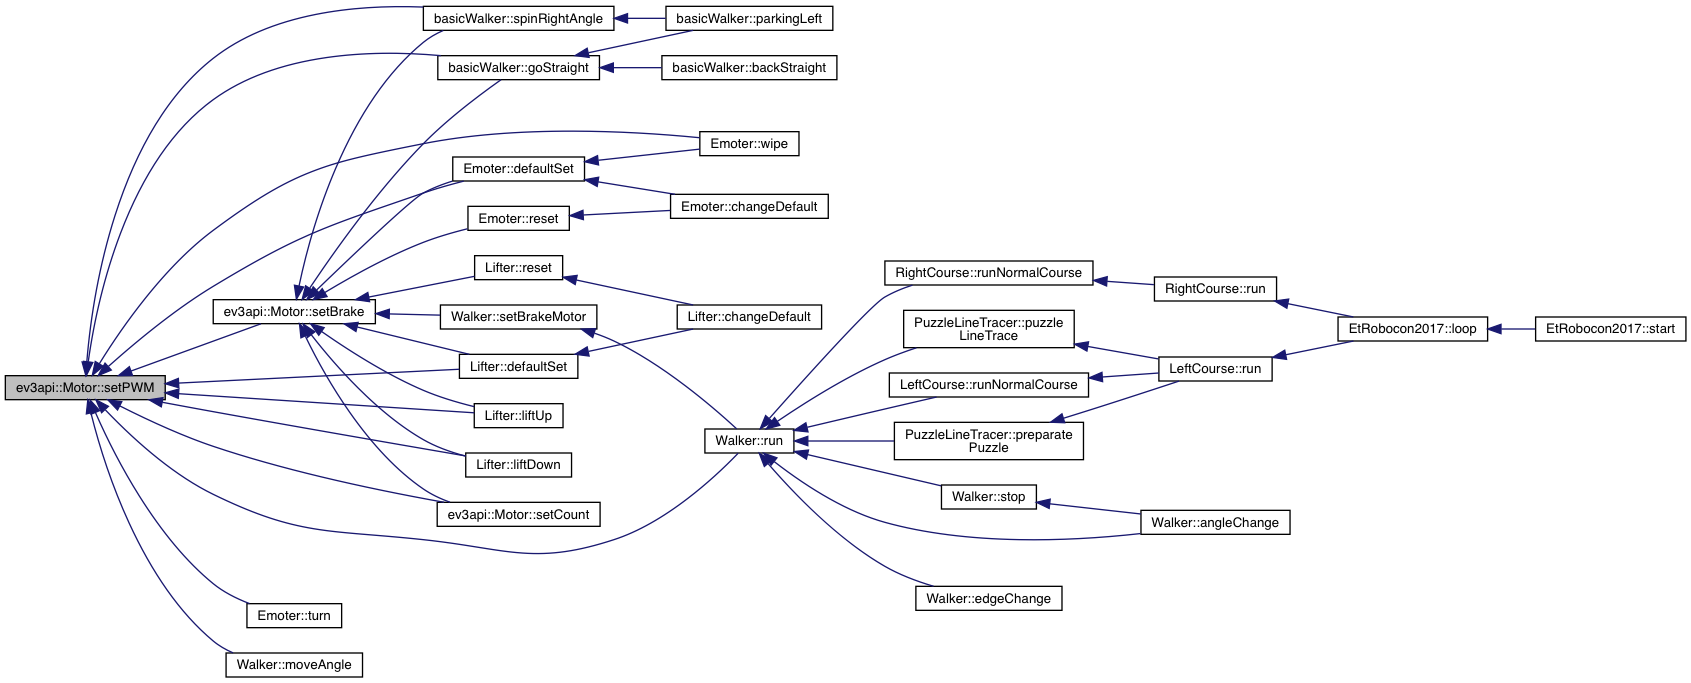 basicWalker::spinRightAngle
basicWalker::parkingLeft
basicWalker::goStraight
basicWalker::backStraight
Emoter::wipe
Emoter::defaultSet
Emoter::changeDefault
Emoter::reset
Lifter::reset
RightCourse::runNormalCourse
RightCourse::run
ev3api::Motor::setBrake
Walker::setBrakeMotor
Lifter::changeDefault
PuzzleLineTracer::puzzle
LineTrace
EtRobocon2017::loop
EtRobocon2017::start
Lifter::defaultSet
LeftCourse::run
ev3api::Motor::setPWM
LeftCourse::runNormalCourse
Lifter::liftUp
Walker::run
PuzzleLineTracer::preparate
Puzzle
Lifter::liftDown
Walker::stop
ev3api::Motor::setCount
Walker::angleChange
Walker::edgeChange
Emoter::turn
Walker::moveAngle